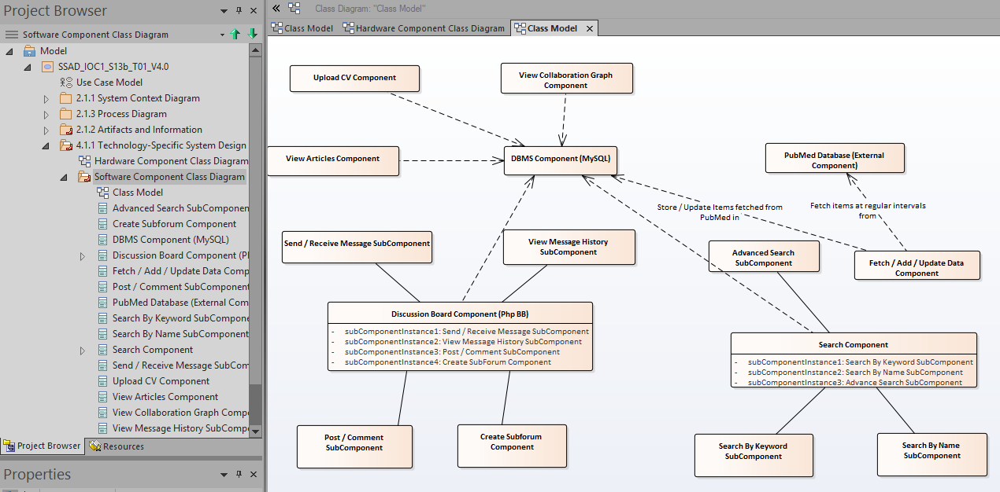 Project Browser
Software Component Class Diagram
Model
SSAD_IOC1_S13b_T01_V4.0
Use Case Model
2.1.1 System Context Diagram
2.1.3 Process Diagram
2.1.2 Artifacts and Information
4.1.1 Technology-Specific System Design
Hardware Component Class Diagram
Software Component Class Diagram
Class Model
Advanced Search SubComponen
Create Subforum Component
DBMS Component (MySQL)
Discussion Board Component (Pl
Fetch / Add / Update Data Comp
Post / Comment SubComponent
PubMed Database (External Com
Search By Keyword SubCompone
Search By Name SubComponent
Search Component
Send / Receive Message SubCom
Upload CV Component
View Articles Component
View Collaboration Graph Compo
View Message History SubCompo
Project Browser
Resources
Properties
Class Diagram: "Class Model"
Class Model
Hardware Component Class Diagram
Class Model
Upload CV Component
View Collaboration Graph
Component
View Articles Component
DBMS Component (MySQL)
PubMed Database (External
Component)
Store / Update Items fetched from
PubMed in
Fetch items at regular intervals
from
Send / Receive Message SubComponent
View Message History
SubComponent
Advanced Search
SubComponent
Fetch / Add / Update Data
Component
Discussion Board Component (Php BB)
- subComponentInstance1: Send / Receive Message SubComponent
- subComponentInstance2: View Message History SubComponent
- subComponentInstance3: Post / Comment SubComponent
- subComponentInstance4: Create SubForum Component
Search Component
- subComponentInstance1: Search By Keyword SubComponent
- subComponentInstance2: Search By Name SubComponent
- subComponentInstance3: Advance Search SubComponent
Post / Comment
SubComponent
Create Subforum
Component
Search By Keyword
SubComponent
Search By Name
SubComponent